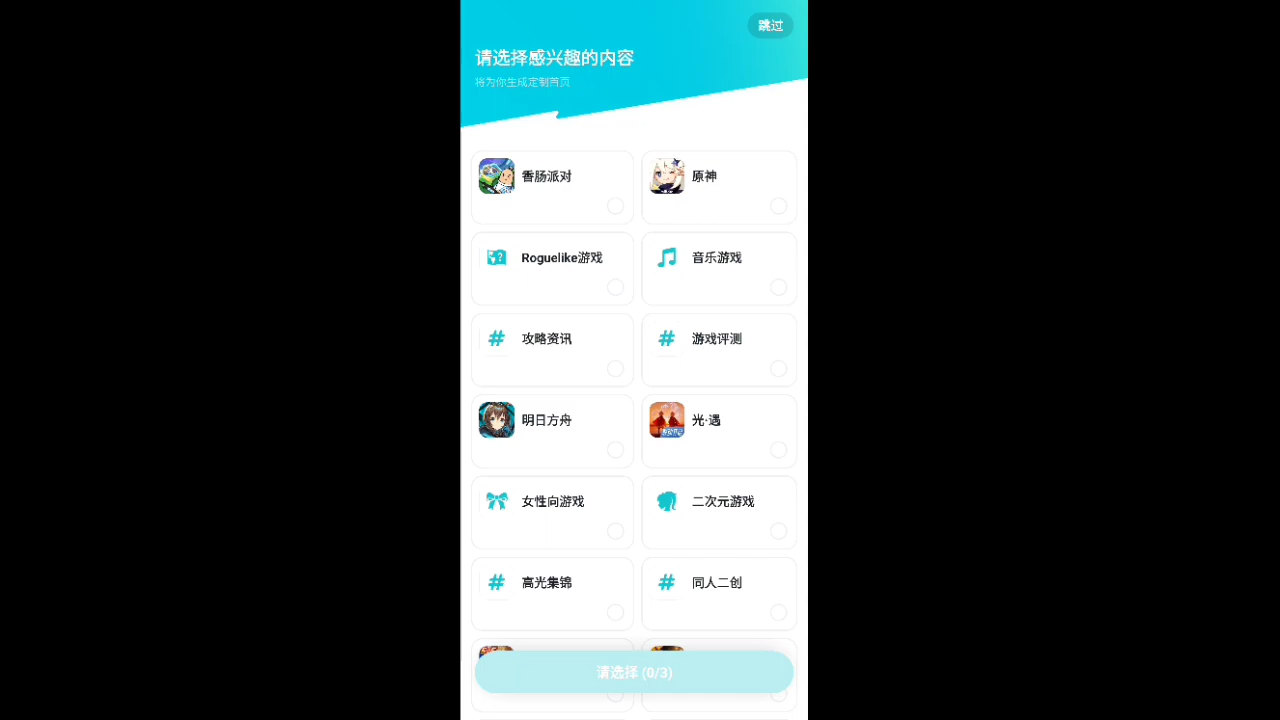 跳过
请选择感兴趣的内容
将为你生成定制首页
香肠派对
原神
Roguelike游戏
音乐游戏
攻略资讯
游戏评测
明日方舟
光·遇
女性向游戏
二次元游戏
高光集锦
同人二创
请选择 (0/3)